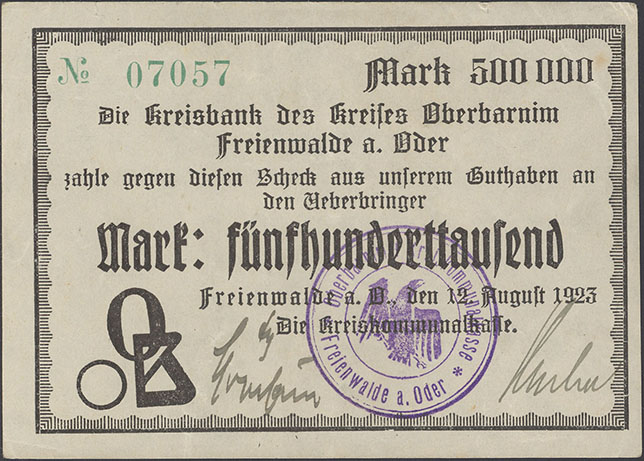 № 07057
Mark 500 000
Die Kreisbank des Kreises Oberbarnim
Freienwalde a. Oder
zahle gegen diesen Scheck aus unserem Guthaben an
den Ueberbringer
Mark: fünfhunderttausend
Freienwalde a. O., den 12. August 1923
Die Kreiskommunalkasse.
Freienwalde a. Oder *